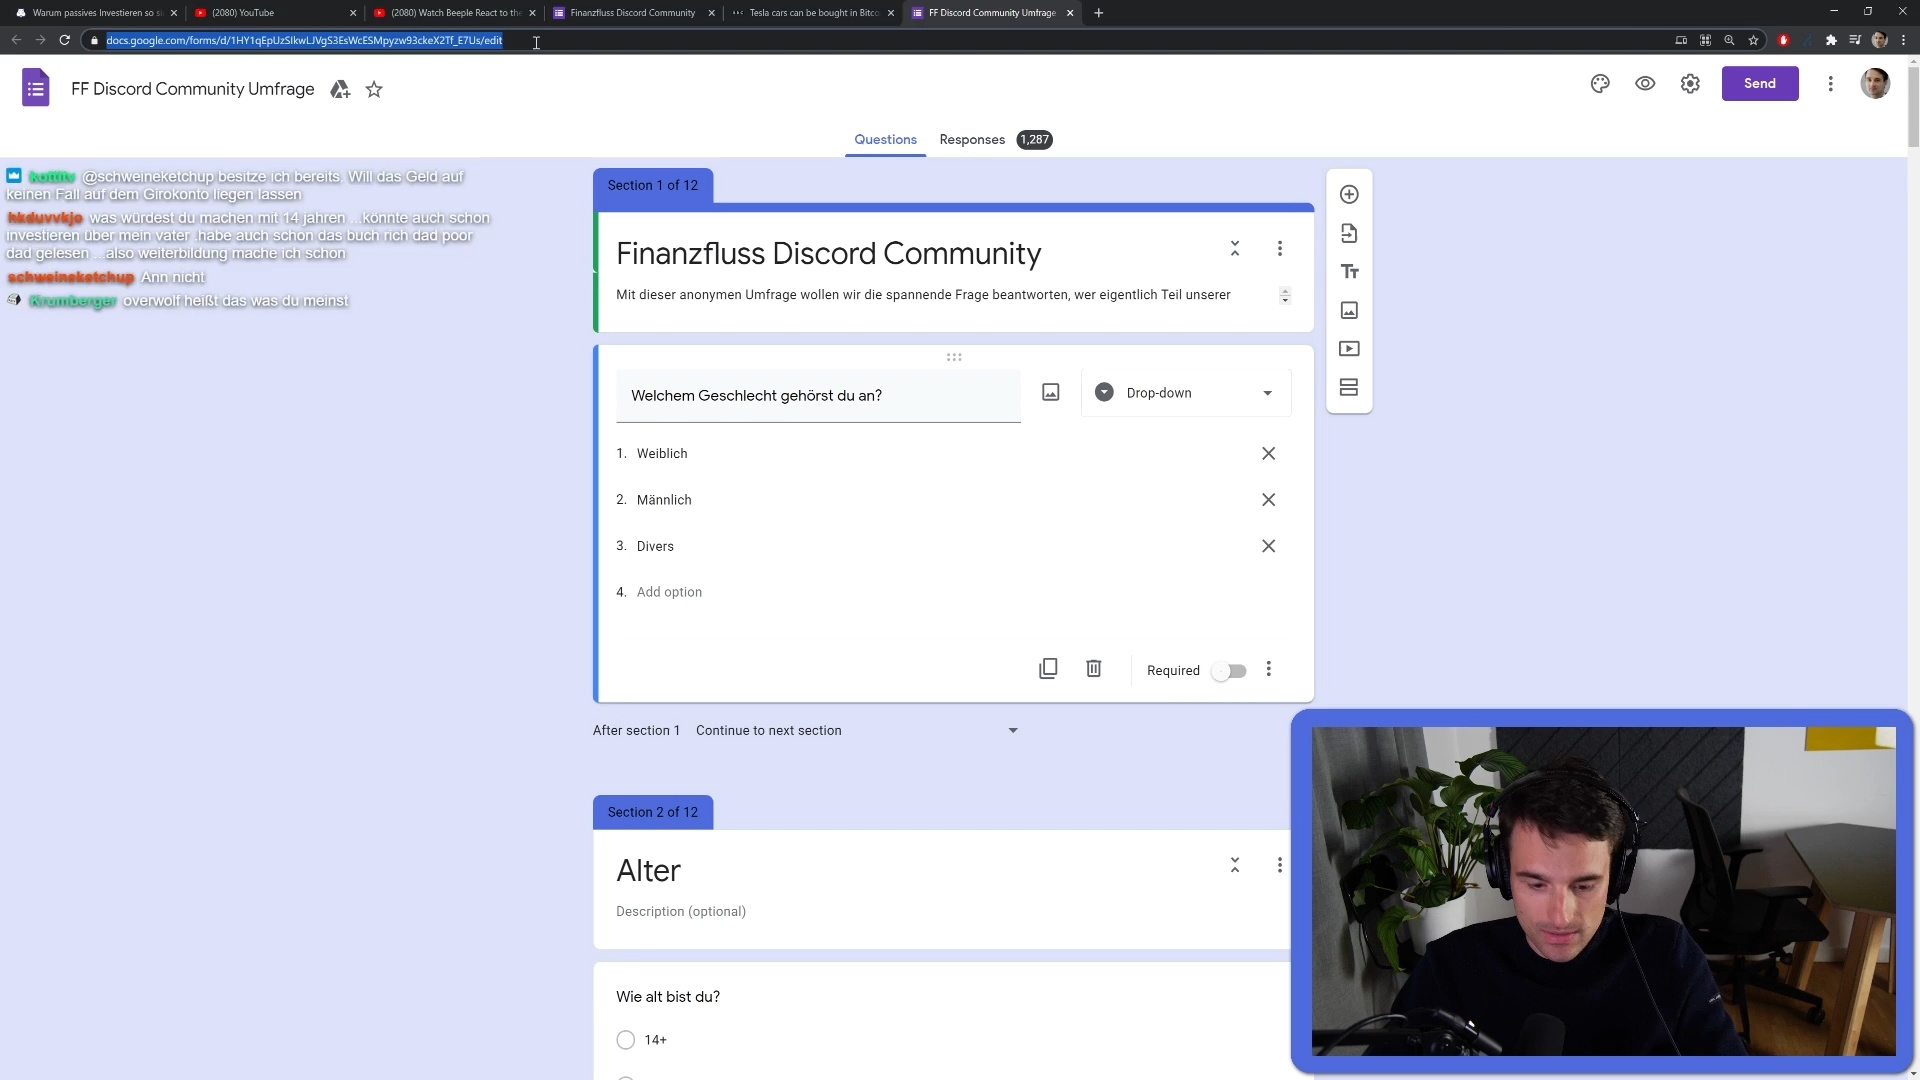 Warum passives Investieren so si
(2080) YouTube
(2080) Watch Beeple React to the
Finanzfluss Discord Community
Tesla cars can be bought in Bitco
FF Discord Community Umfrage
docs.google.com/forms/d/1HY1qEpUzSIkwLJVgS3EsWcESMpyzw93ckeX2Tf_E7Us/edit
FF Discord Community Umfrage
Send
Questions
Responses
1,287
@schweineketchup besitze ich bereits. Will das Geld auf
keinen Fall auf dem Girokonto liegen lassen
hkduvvkjo was würdest du machen mit 14 jahren ...könnte auch schon
investieren über mein vater .habe auch schon das buch rich dad poor
dad gelesen ...also weiterbildung mache ich schon
schweineketchup Ann nicht
Krumberger overwolf heißt das was du meinst
Section 1 of 12
Finanzfluss Discord Community
Mit dieser anonymen Umfrage wollen wir die spannende Frage beantworten, wer eigentlich Teil unserer
Welchem Geschlecht gehörst du an?
Drop-down
1. Weiblich
2. Männlich
3. Divers
4. Add option
Required
After section 1 Continue to next section
Section 2 of 12
Alter
Description (optional)
Wie alt bist du?
14+